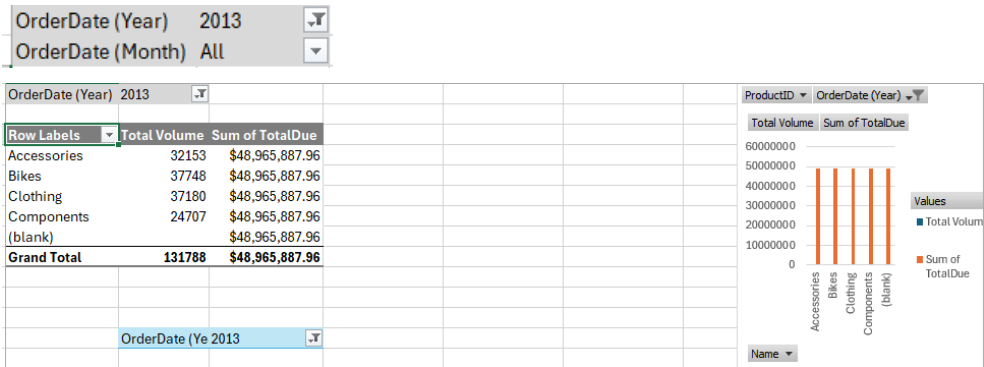 OrderDate (Year) 2013
OrderDate (Month) All
OrderDate (Year) 2013
Row Labels Total Volume Sum of TotalDue
Accessories 32153 $48,965,887.96
Bikes 37748 $48,965,887.96
Clothing 37180 $48,965,887.96
Components 24707 $48,965,887.96
(blank) $48,965,887.96
Grand Total 131788 $48,965,887.96
OrderDate (Ye 2013
ProductID OrderDate (Year)
Total Volume Sum of TotalDue
60000000
50000000
40000000
30000000
20000000
10000000
0
Accessories
Bikes
Clothing
Components
(blank)
Values
Total Volum
Sum of
TotalDue
Name